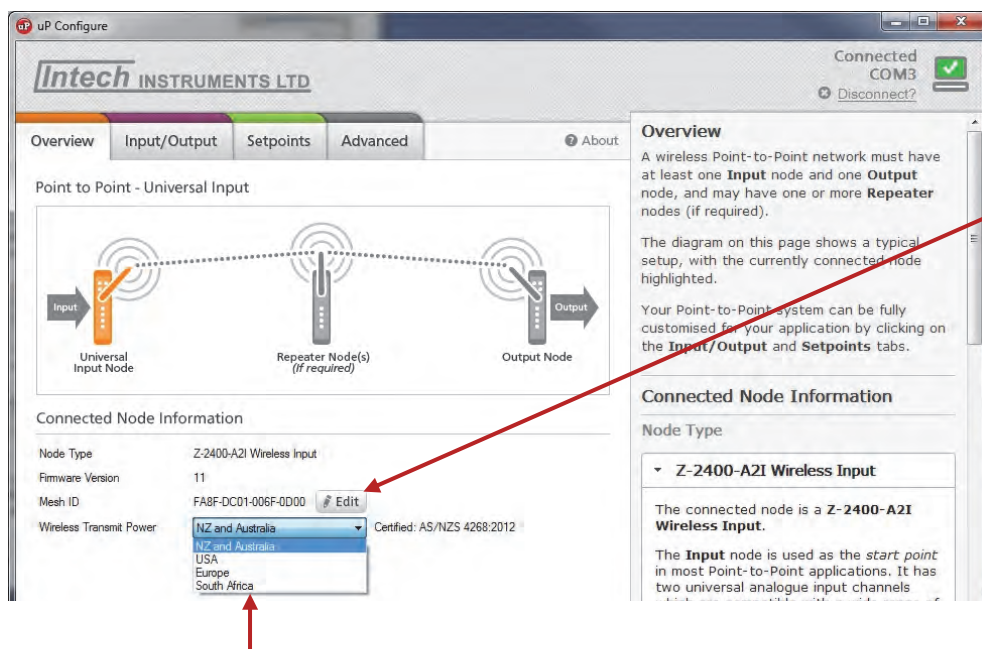 uP Configure
Intech INSTRUMENTS LTD
Connected
COM3
Disconnect?
Overview
Input/Output
Setpoints
Advanced
About
Point to Point - Universal Input
Input
Output
Universal
Input Node
Repeater Node(s)
(If required)
Output Node
Connected Node Information
Node Type
Z-2400-A2I Wireless Input
Firmware Version
11
Mesh ID
FA8F-DC01-006F-0D00
Edit
Wireless Transmit Power
NZ and Australia
Certified: AS/NZS 4268:2012
NZ and Australia
USA
Europe
South Africa
Overview
A wireless Point-to-Point network must have
at least one Input node and one Output
node, and may have one or more Repeater
nodes (if required).
The diagram on this page shows a typical
setup, with the currently connected node
highlighted.
Your Point-to-Point system can be fully
customised for your application by clicking on
the Input/Output and Setpoints tabs.
Connected Node Information
Node Type
Z-2400-A2I Wireless Input
The connected node is a Z-2400-A2I
Wireless Input.
The Input node is used as the start point
in most Point-to-Point applications. It has
two universal analogue input channels